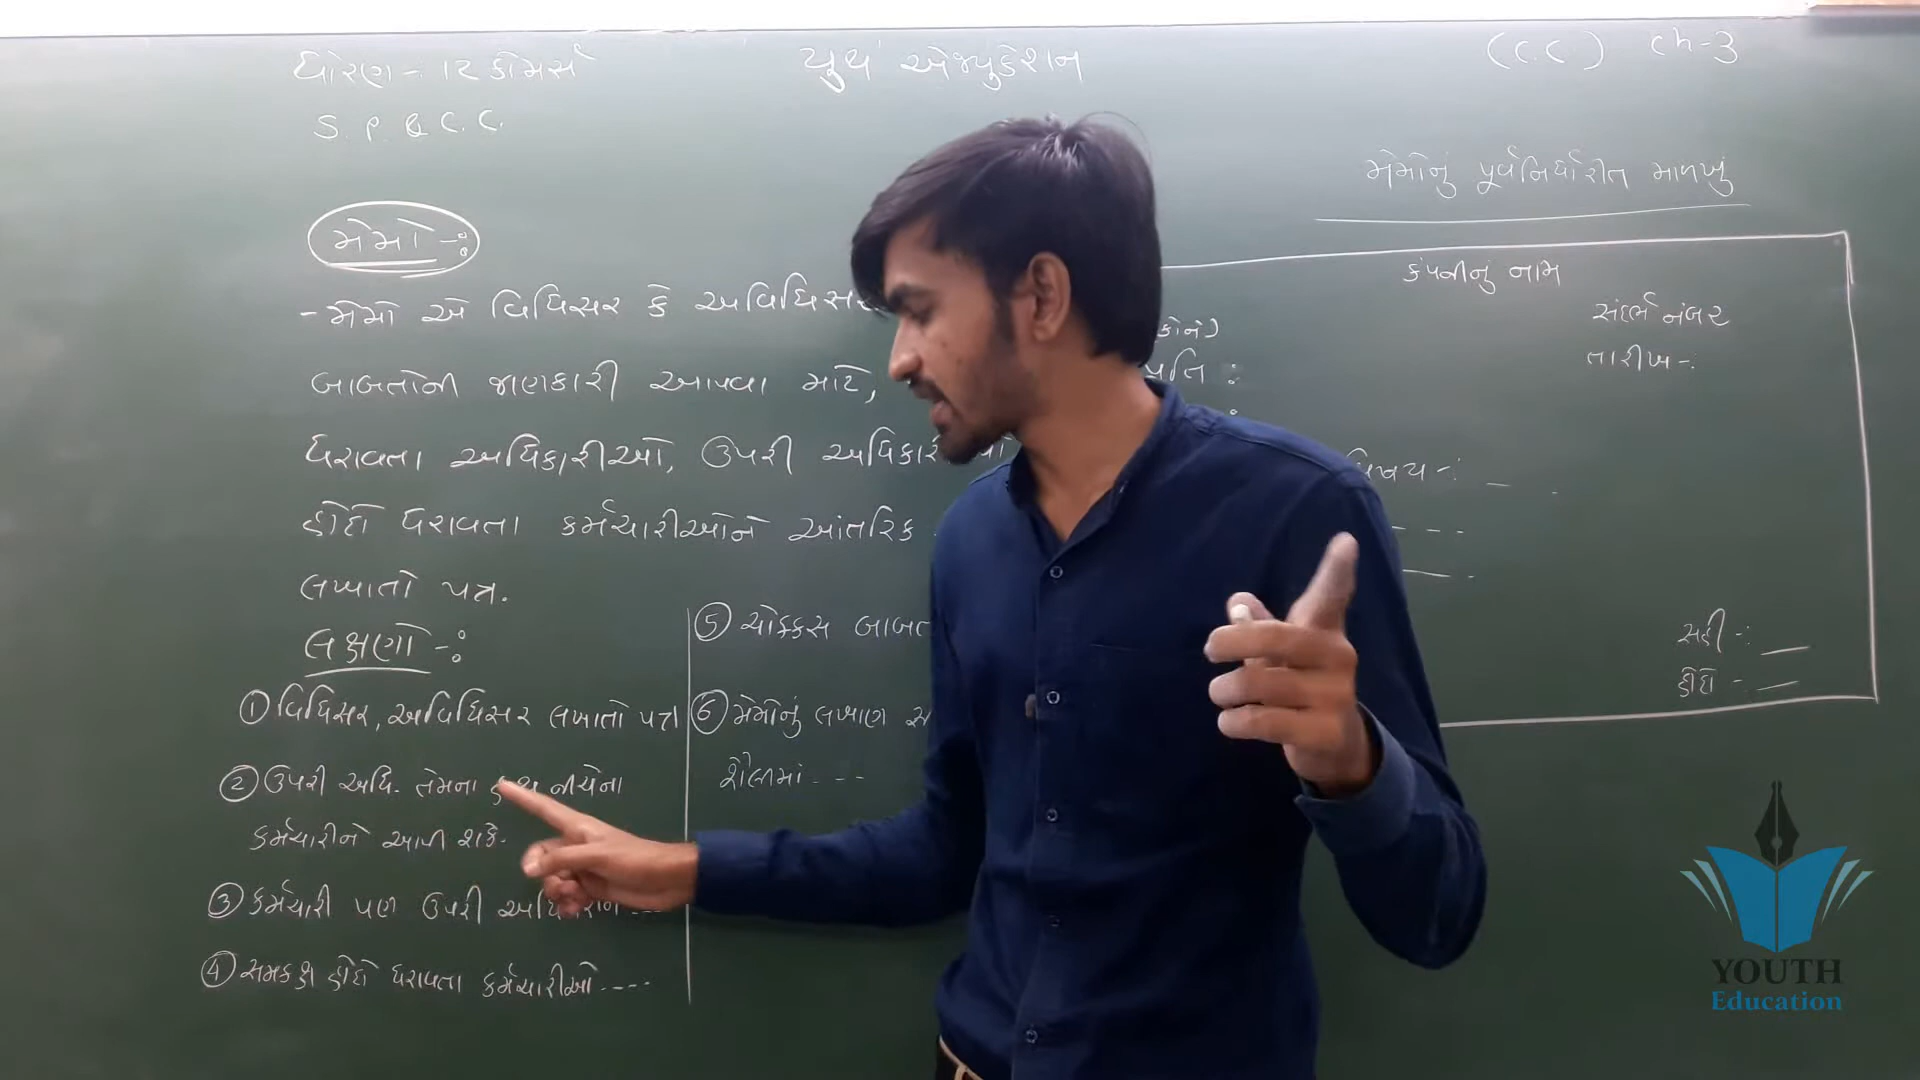 ધોરણ - 12 કોમર્સ
યુથ એજ્યુકેશન
(C.C) Ch-3
S. P. & C. C.
મેમો -:
- મેમો એ વિધિસર કે અવિધિસર
બાબતોની જાણકારી આપવા માટે,
ધરાવતા અધિકારીઓ, ઉપરી
હોદ્દો ધરાવતા કર્મચારીઓને આંતરિક
લખાતો પત્ર.
લક્ષણો -:
① વિધિસર, અવિધિસર લખાતો પત્ર
② ઉપરી અધિ. તેમના નીચેના
કર્મચારીને આપી શકે.
③ કર્મચારી પણ ઉપરી ---
④ સમકક્ષ હોદ્દો ધરાવતા કર્મચારીઓ ----
⑤ ચોક્કસ
⑥ મેમોનું લખાણ
શૈલીમાં ---
મેમોનું પૂર્વનિર્ધારીત માળખું
કંપનીનું નામ
સંદર્ભ નંબર
તારીખ -:
કોને)
પ્રતિ :
વિષય -:
સહી -:
હોદ્દો -:
YOUTH
Education